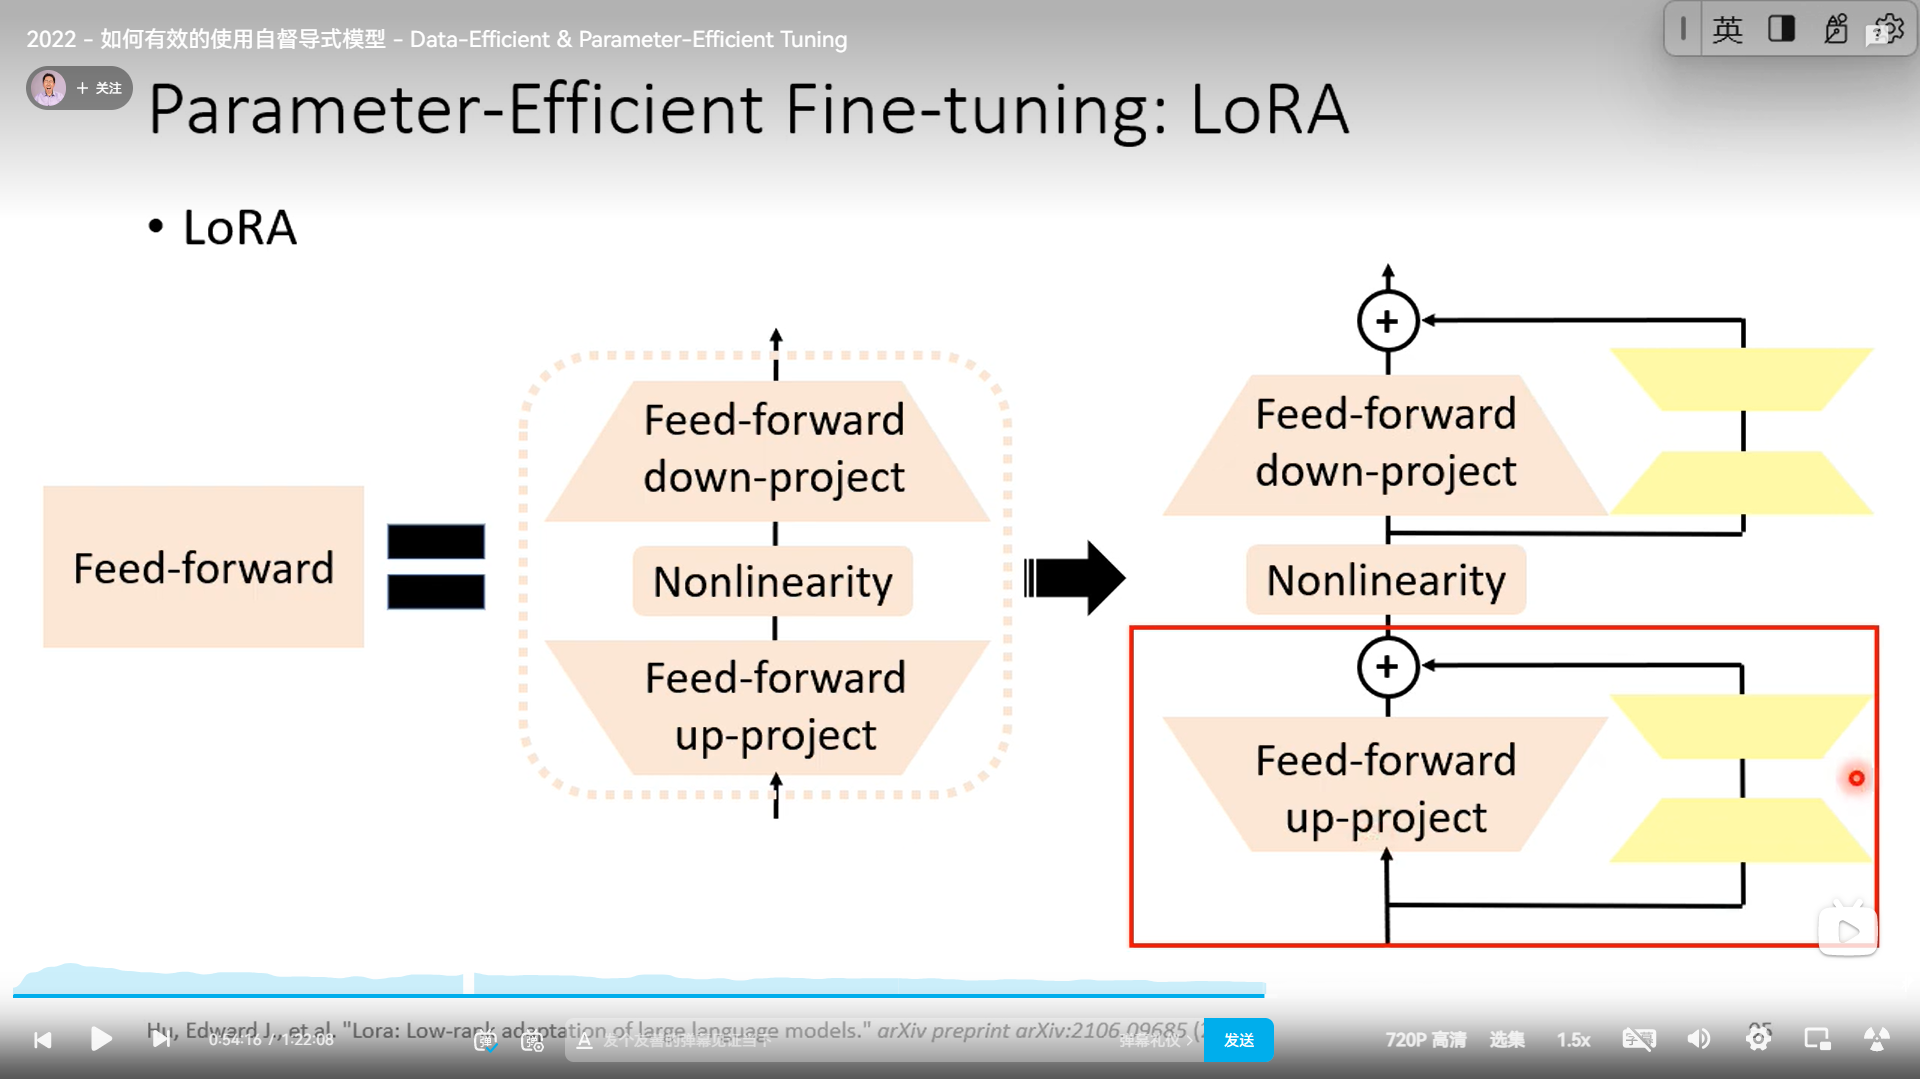 2022 - 如何有效的使用自督导式模型 - Data-Efficient & Parameter-Efficient Tuning
英
+ 关注
Parameter-Efficient Fine-tuning: LoRA
• LoRA
Feed-forward
Feed-forward
down-project
Nonlinearity
Feed-forward
up-project
+
Feed-forward
down-project
Nonlinearity
+
Feed-forward
up-project
Hu, Edward J., et al. "Lora: Low-rank adaptation of large language models." arXiv preprint arXiv:2106.09685
0:54:16 / 1:22:08
弹
弹
A 发个友善的弹幕见证当下
弹幕礼仪 >
发送
720P 高清
选集
1.5x
字幕